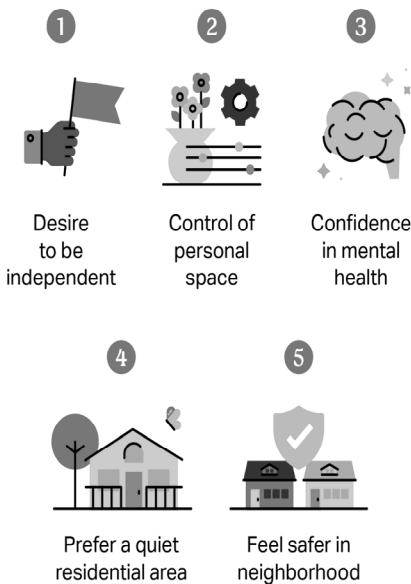 1
2
3
Desire
to be
independent
Control of
personal
space
Confidence
in mental
health
4
5
Prefer a quiet
residential area
Feel safer in
neighborhood